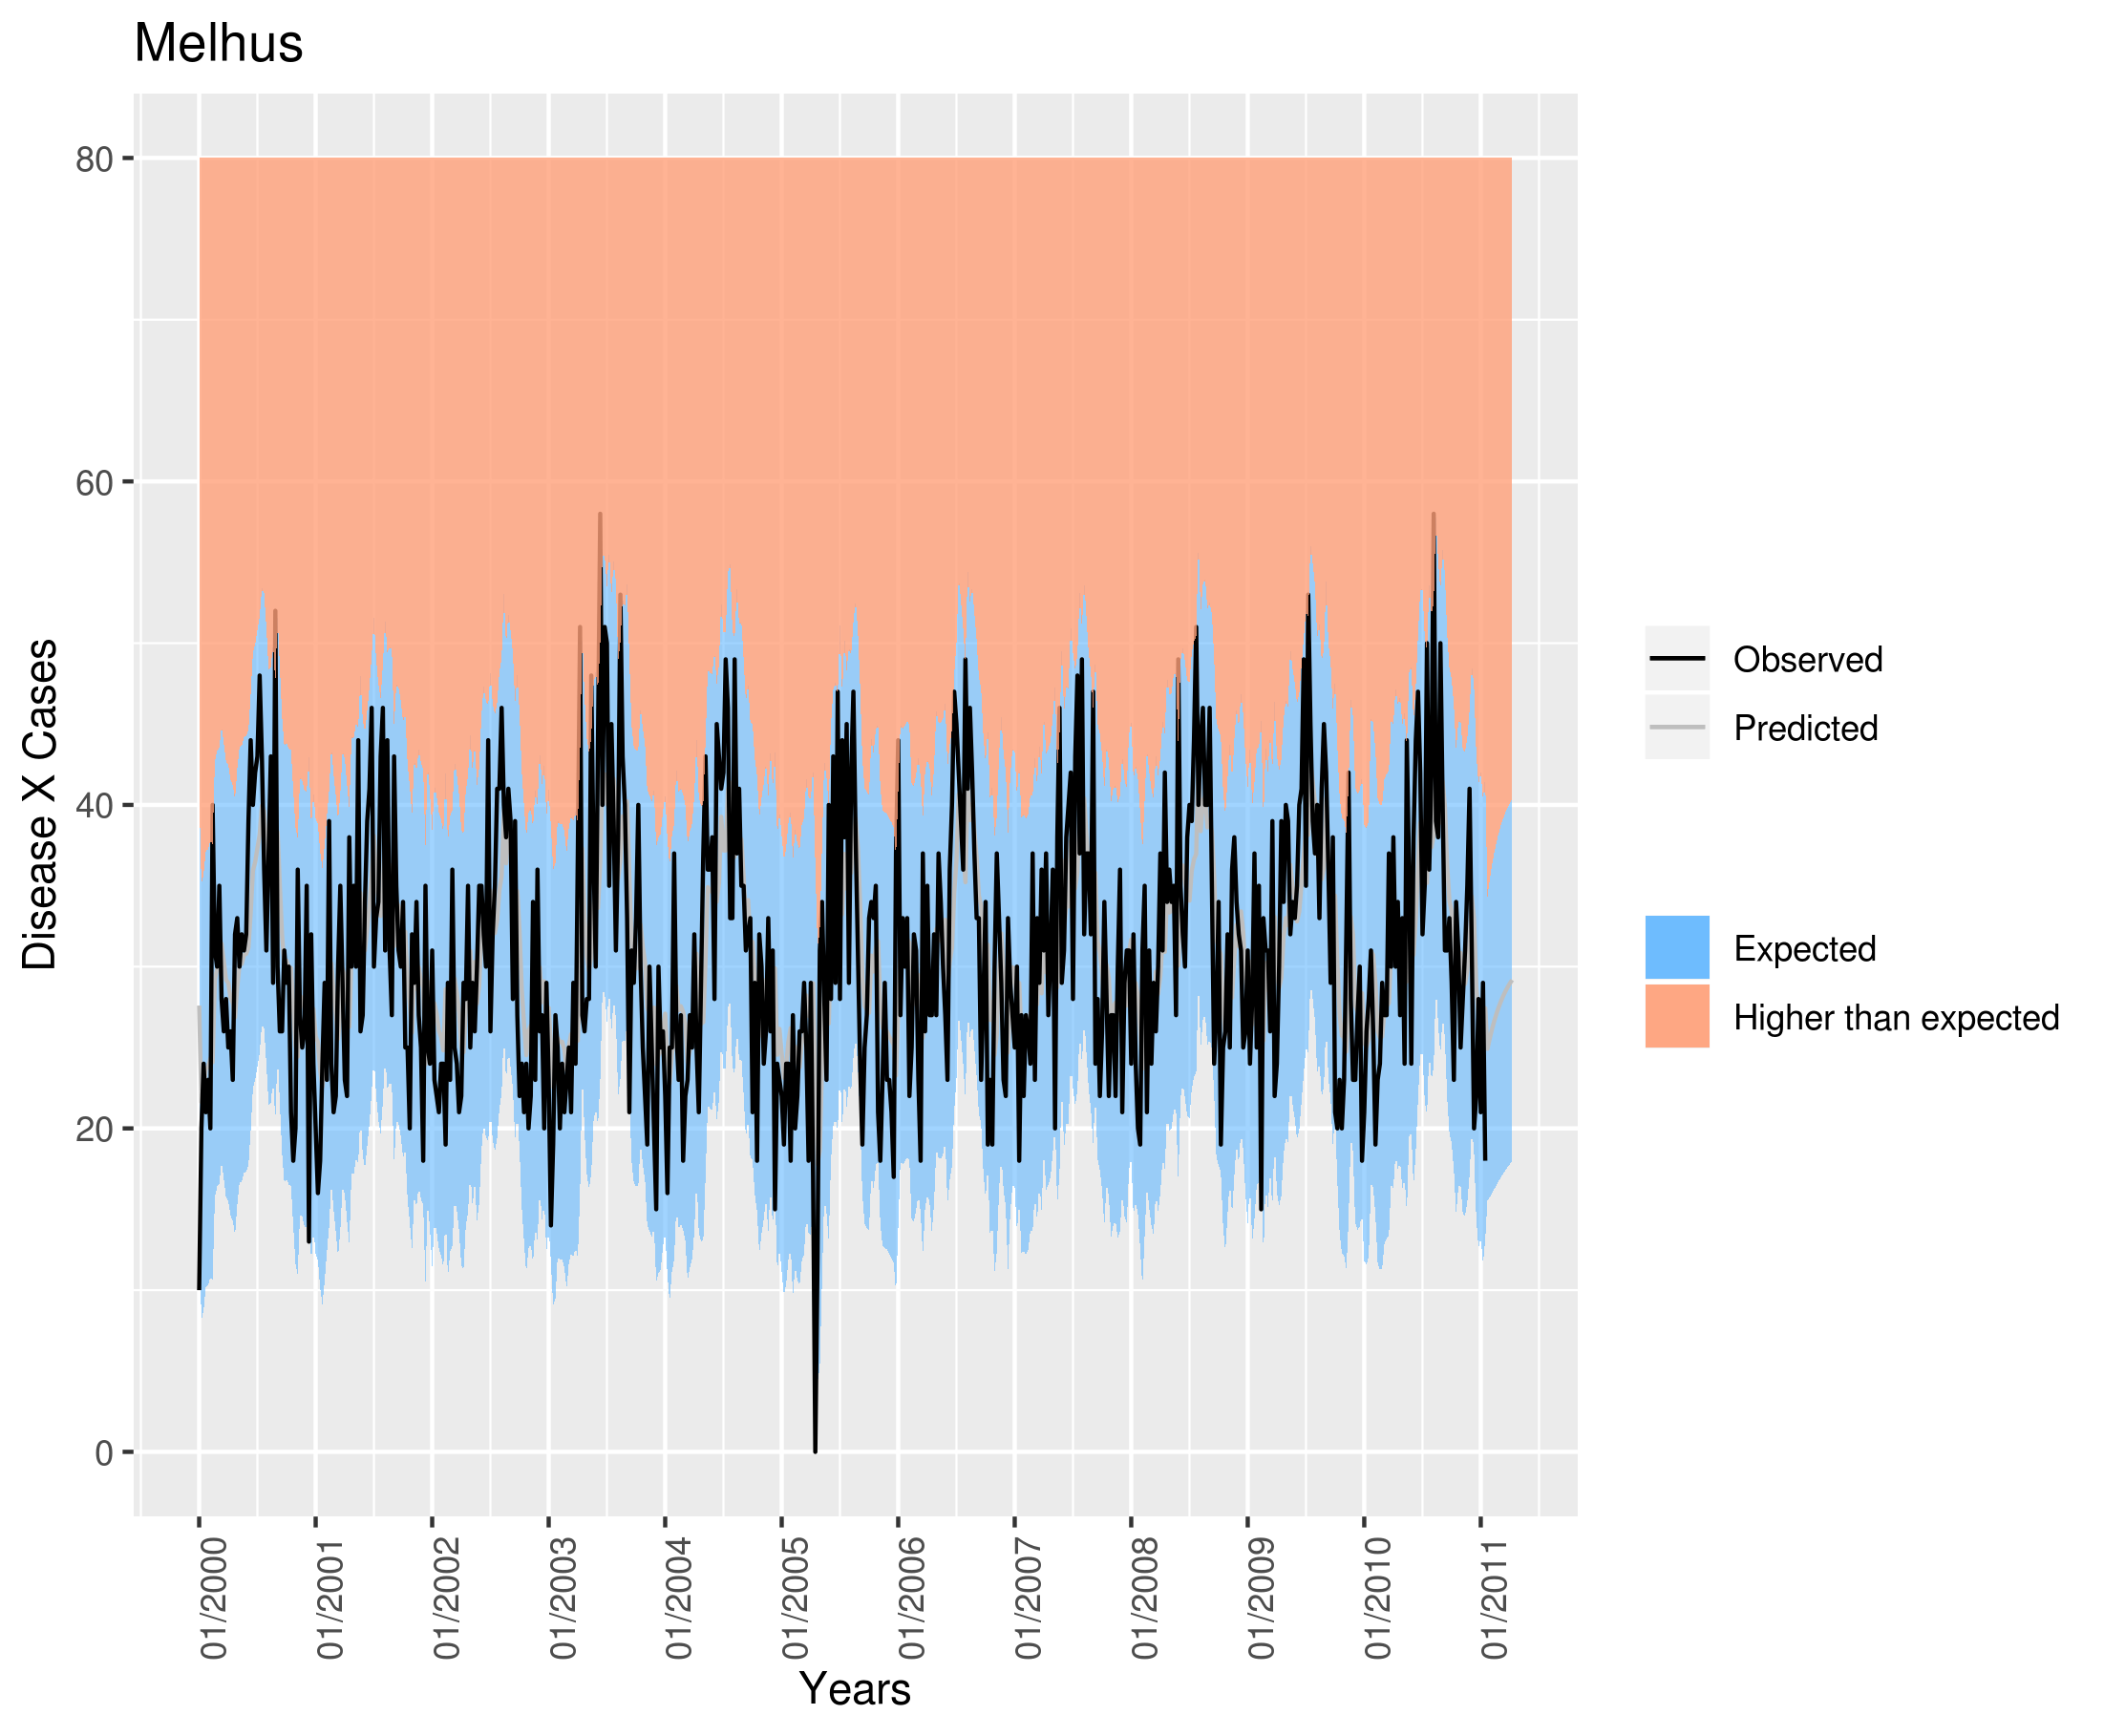 Melhus
Disease X Cases
80
60
40
20
0
01/2000
01/2001
01/2002
01/2003
01/2004
01/2005
01/2006
01/2007
01/2008
01/2009
01/2010
01/2011
Years
Observed
Predicted
Expected
Higher than expected